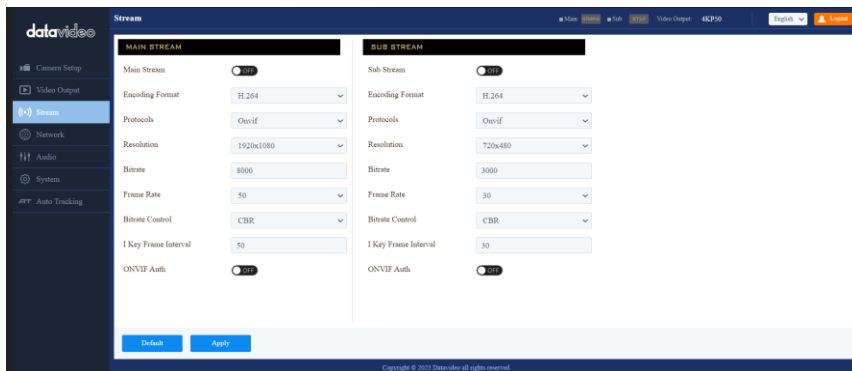 datavideo
Stream
Main
Sub
Video Output: 4KP50
English
Logout
Camera Setup
Video Output
Stream
Network
Audio
System
Auto Tracking
MAIN STREAM
Main Stream OFF
Encoding Format H.264
Protocols Onvif
Resolution 1920x1080
Bitrate 8000
Frame Rate 50
Bitrate Control CBR
I Key Frame Interval 50
ONVIF Auth OFF
SUB STREAM
Sub Stream OFF
Encoding Format H.264
Protocols Onvif
Resolution 720x480
Bitrate 3000
Frame Rate 30
Bitrate Control CBR
I Key Frame Interval 30
ONVIF Auth OFF
Default Apply
Copyright © 2023 Datavideo all rights reserved.